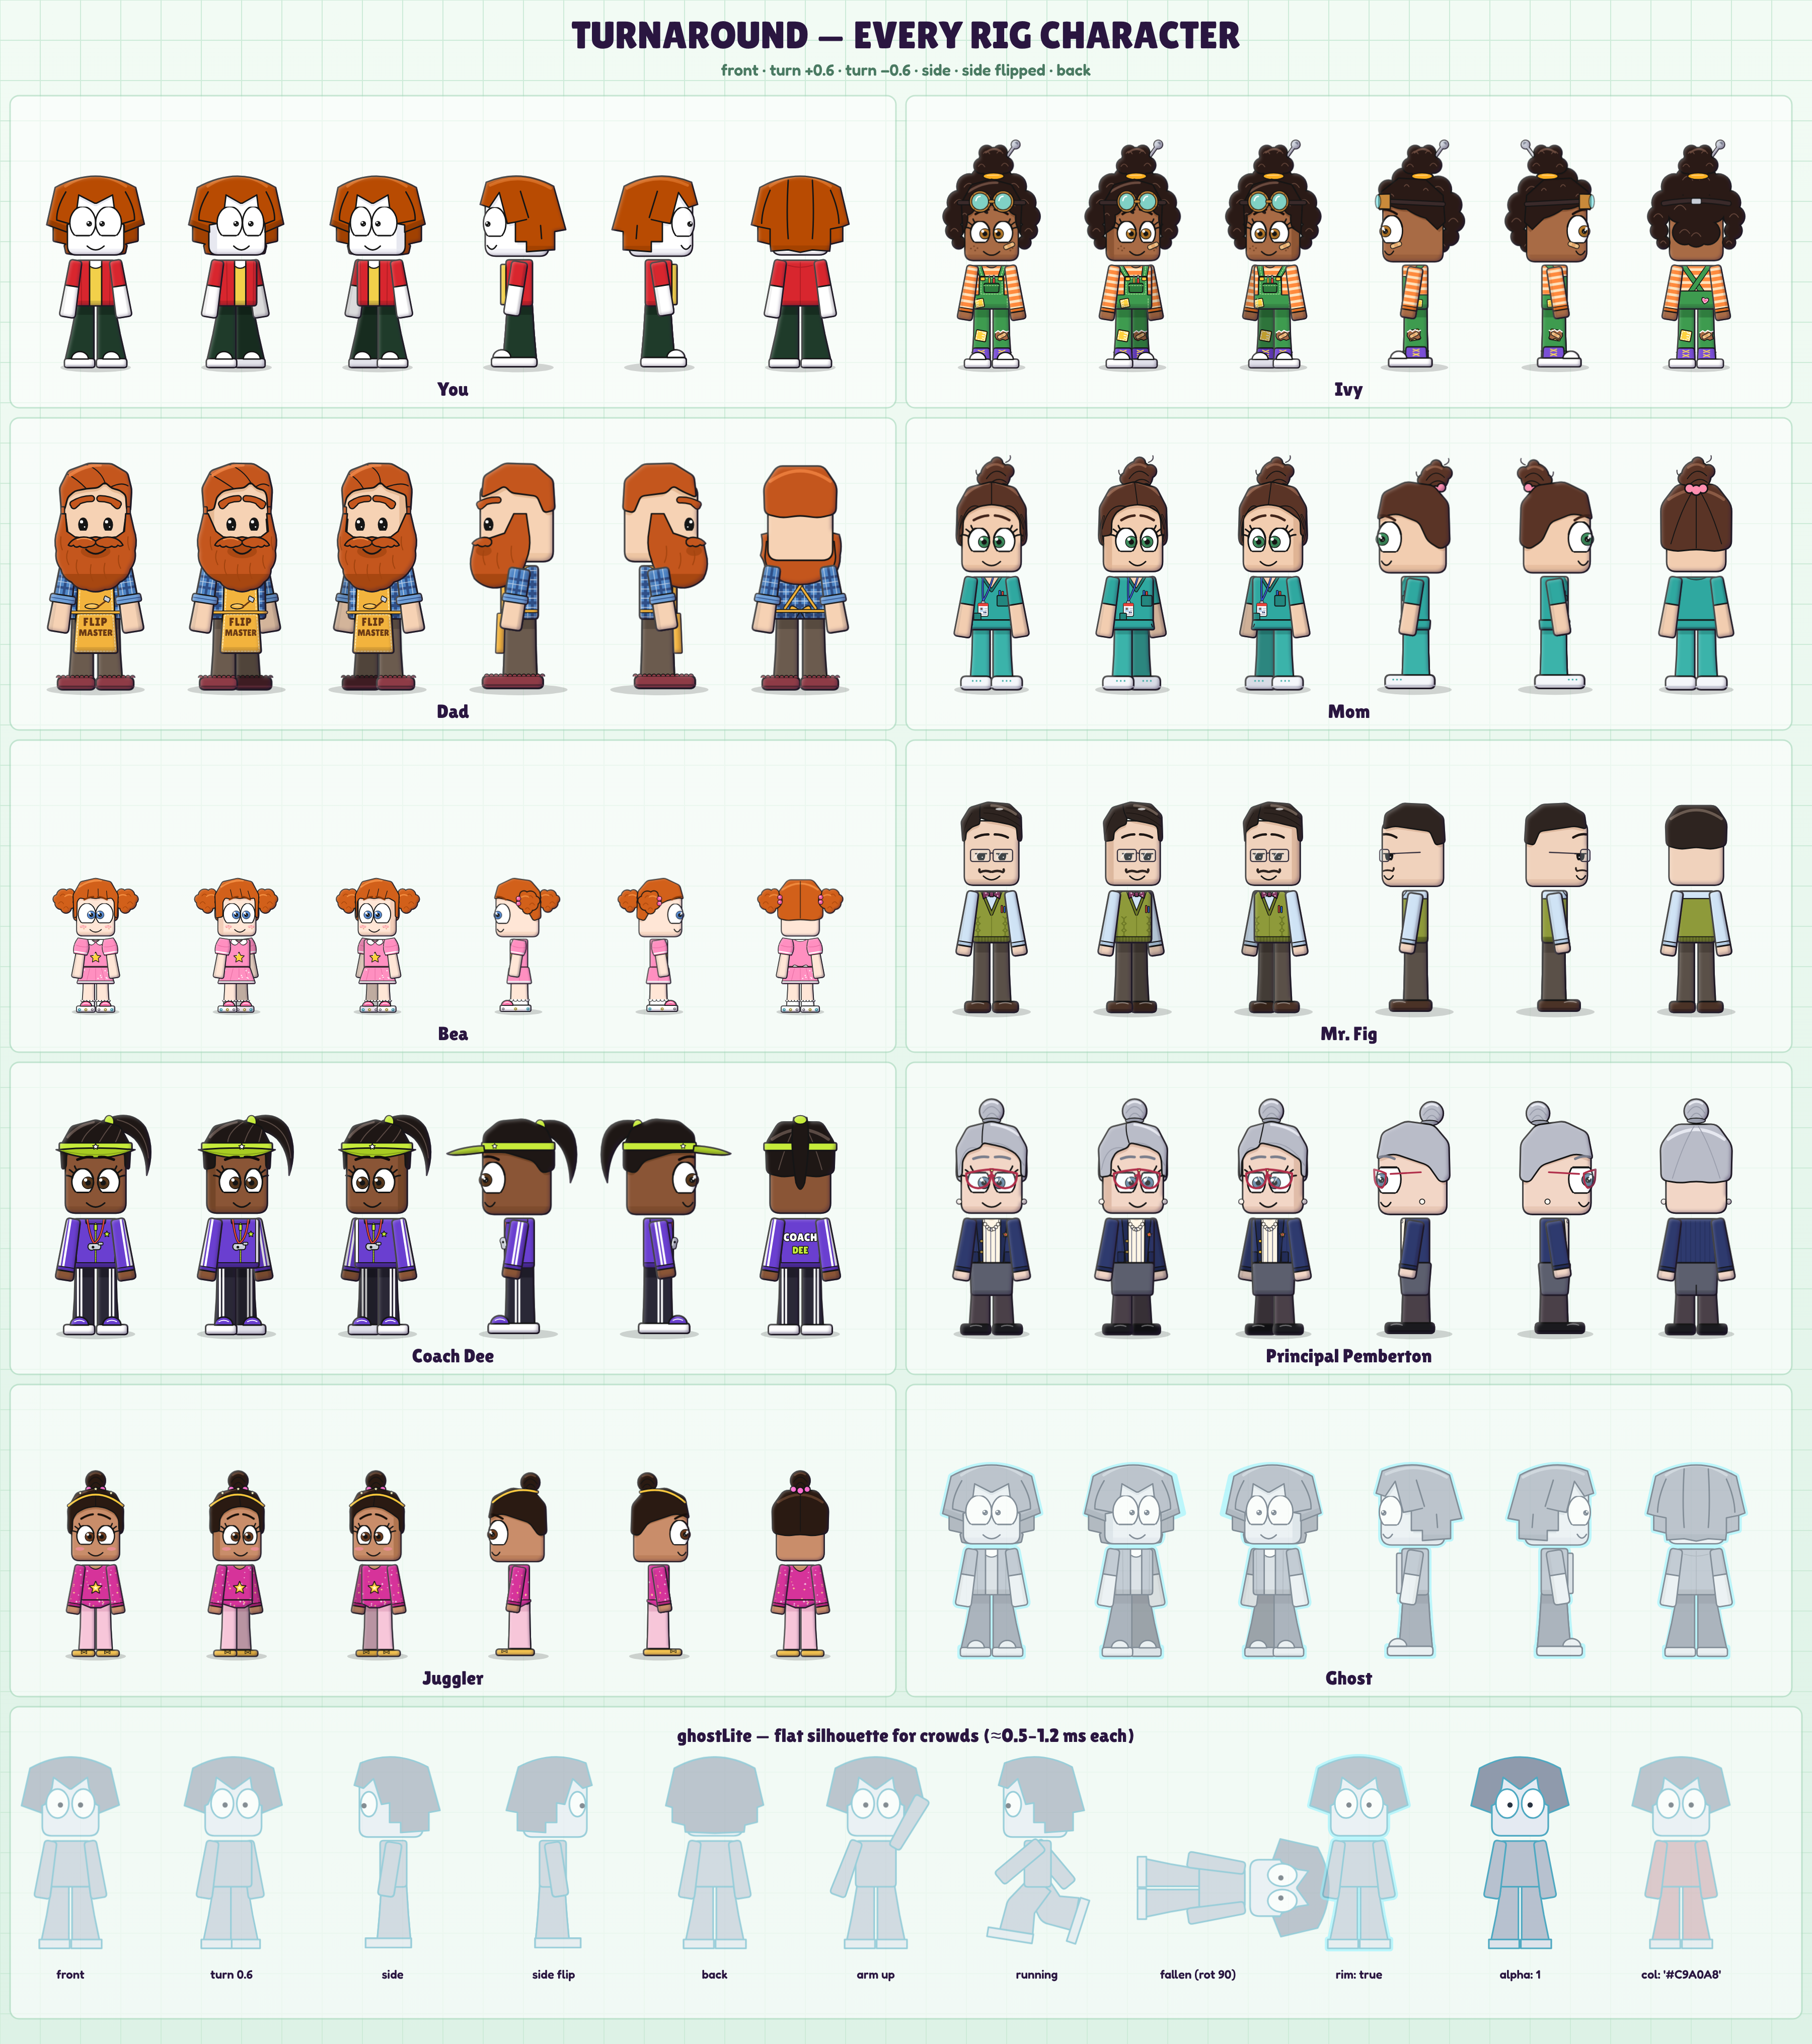 TURNAROUND — EVERY RIG CHARACTER
front · turn +0.6 · turn −0.6 · side · side flipped · back
You
Ivy
FLIP MASTER
FLIP MASTER
FLIP MASTER
Dad
Mom
Bea
Mr. Fig
COACH
DEE
Coach Dee
Principal Pemberton
Juggler
Ghost
ghostLite — flat silhouette for crowds (≈0.5–1.2 ms each)
front
turn 0.6
side
side flip
back
arm up
running
fallen (rot 90)
rim: true
alpha: 1
col: '#C9A0A8'